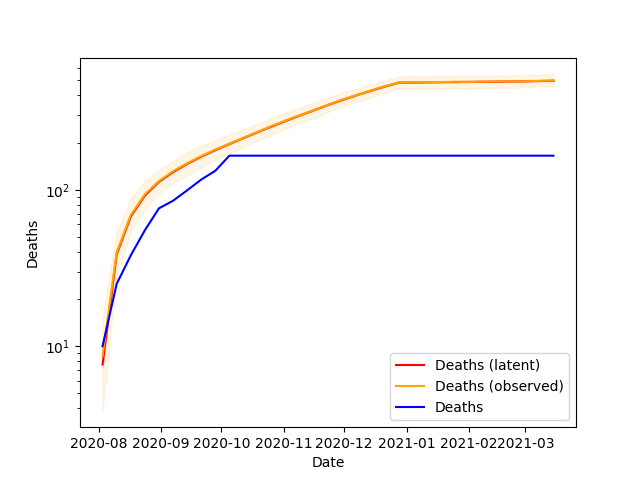 Deaths
10²
10¹
2020-08
2020-09
2020-10
2020-11
2020-12
2021-01
2021-02
2021-03
Date
Deaths (latent)
Deaths (observed)
Deaths